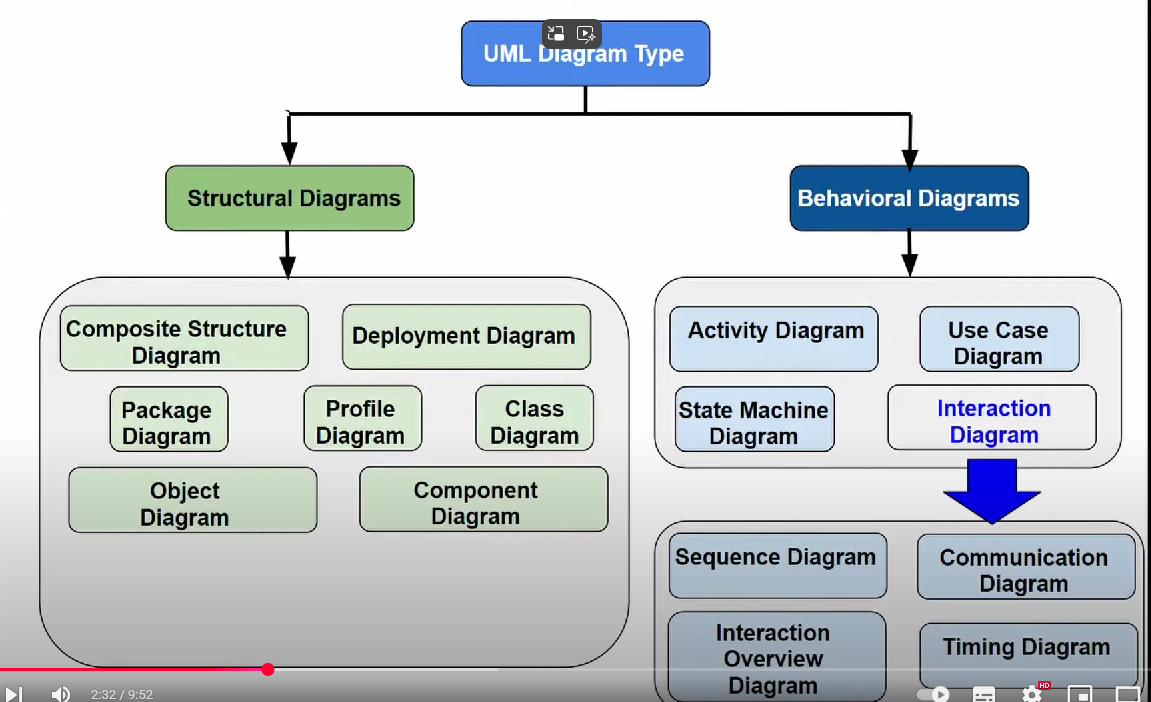 UML Diagram Type
Structural Diagrams
Behavioral Diagrams
Composite Structure
Diagram
Deployment Diagram
Package
Diagram
Profile
Diagram
Class
Diagram
Object
Diagram
Component
Diagram
Activity Diagram
Use Case
Diagram
State Machine
Diagram
Interaction
Diagram
Sequence Diagram
Communication
Diagram
Interaction
Overview
Diagram
Timing Diagram
2:32 / 9:52
HD